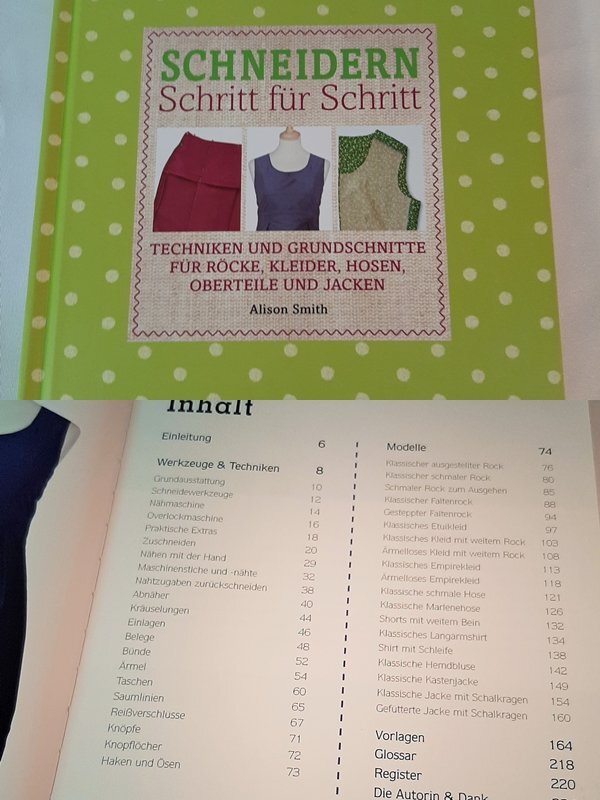 SCHNEIDERN
Schritt für Schritt
TECHNIKEN UND GRUNDSCHNITTE
FÜR RÖCKE, KLEIDER, HOSEN,
OBERTEILE UND JACKEN
Alison Smith
Inhalt
Einleitung 6
Werkzeuge & Techniken 8
Grundausstattung 10
Schneidewerkzeuge 12
Nähmaschine 14
Overlockmaschine 16
Praktische Extras 18
Zuschneiden 20
Nähen mit der Hand 29
Maschinenstiche und -nähte 32
Nahtzugaben zurückschneiden 38
Abnäher 40
Kräuselungen 44
Einlagen 46
Belege 48
Bünde 52
Ärmel 54
Taschen 60
Saumlinien 65
Reißverschlüsse 67
Knöpfe 71
Knopflöcher 72
Haken und Ösen 73
Modelle 74
Klassischer ausgestellter Rock 76
Klassischer schmaler Rock 80
Schmaler Rock zum Ausgehen 85
Klassischer Faltenrock 88
Gesteppter Faltenrock 94
Klassisches Etuikleid 97
Klassisches Kleid mit weitem Rock 103
Ärmelloses Kleid mit weitem Rock 108
Klassisches Empirekleid 113
Ärmelloses Empirekleid 118
Klassische schmale Hose 121
Klassische Marlenehose 126
Shorts mit weitem Bein 132
Klassisches Langarmshirt 134
Shirt mit Schleife 138
Klassische Hemdbluse 142
Klassische Kastenjacke 149
Klassische Jacke mit Schalkragen 154
Gefütterte Jacke mit Schalkragen 160
Vorlagen 164
Glossar 218
Register 220
Die Autorin & Dank